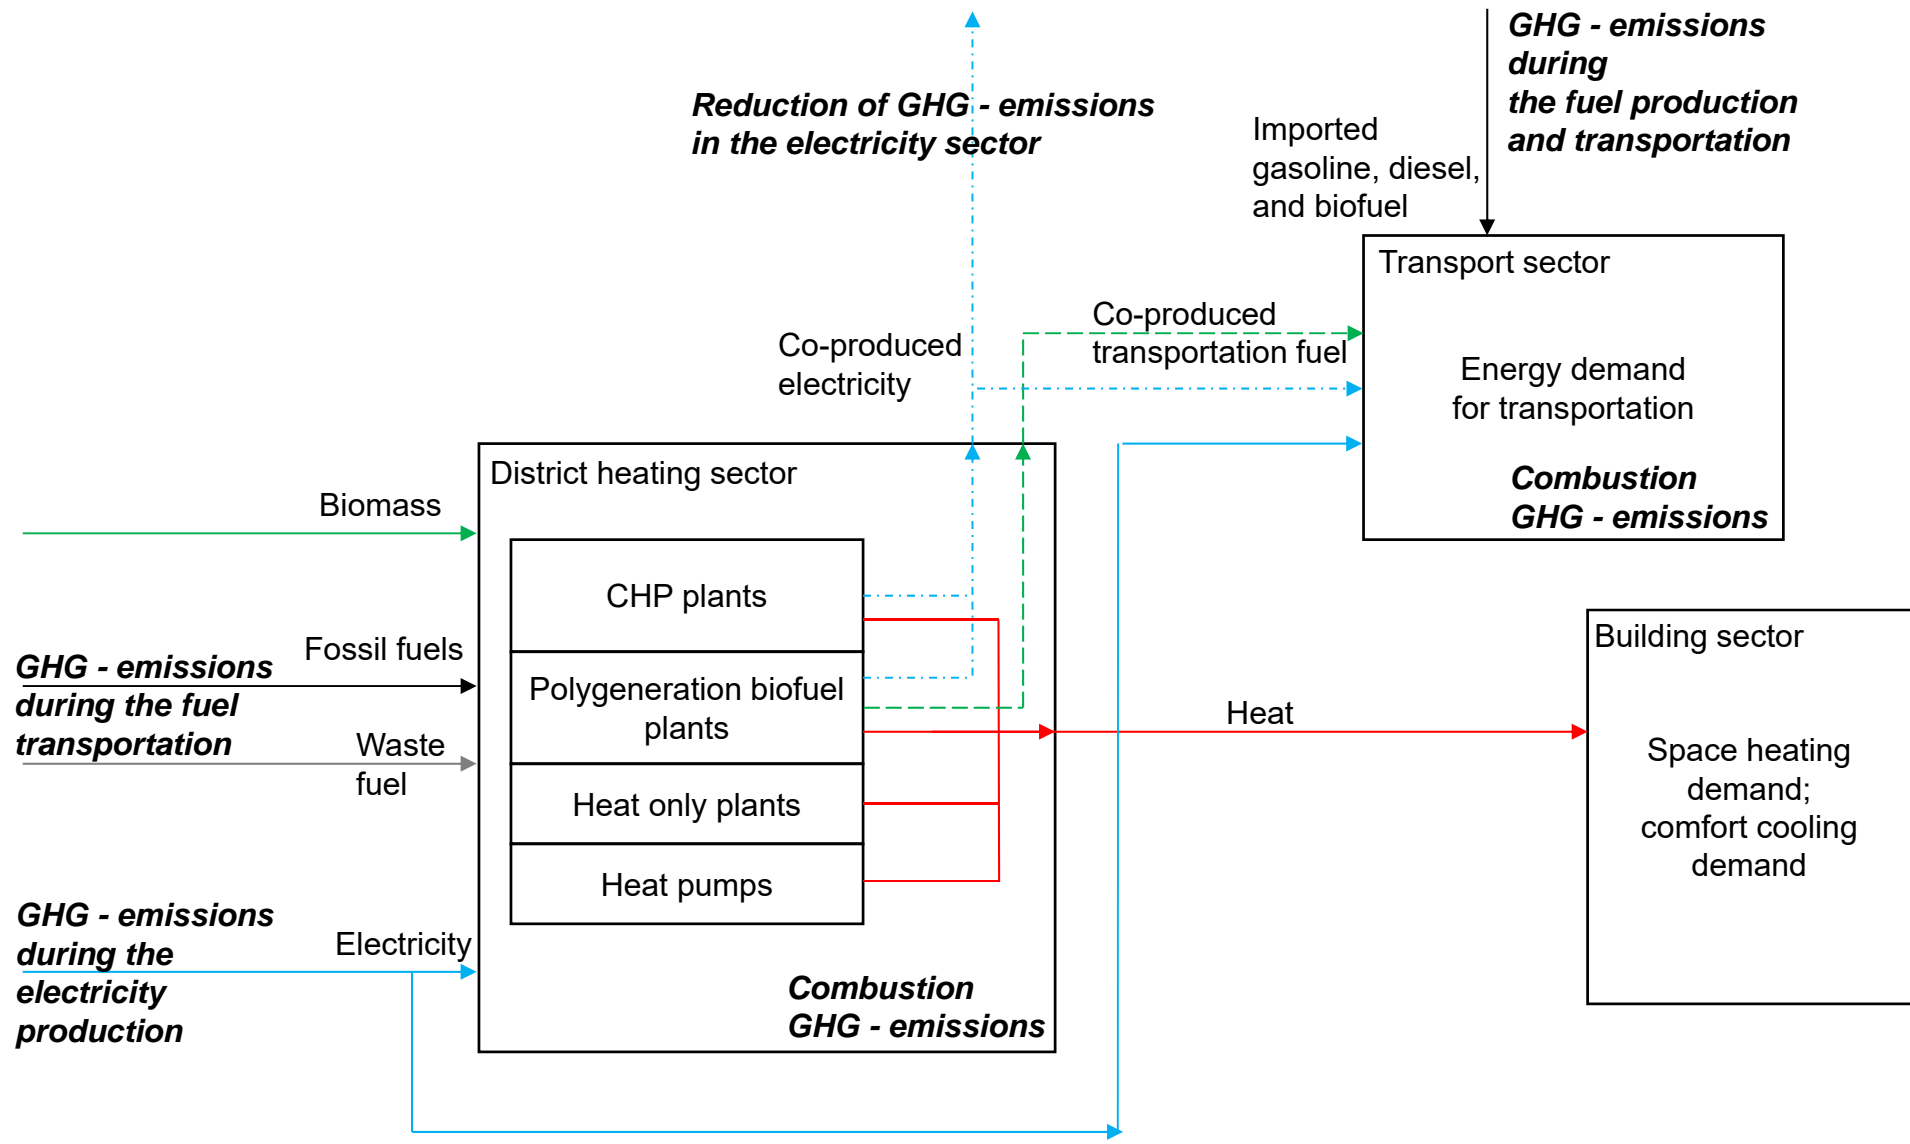 GHG - emissions
during
the fuel production
and transportation
Reduction of GHG - emissions
in the electricity sector
Imported
gasoline, diesel,
and biofuel
Transport sector
Co-produced
transportation fuel
Co-produced
electricity
Energy demand
for transportation
Combustion
GHG - emissions
District heating sector
Biomass
CHP plants
Fossil fuels
GHG - emissions
during the fuel
transportation
Waste
fuel
Polygeneration biofuel
plants
Heat only plants
Heat pumps
Heat
Building sector
Space heating
demand;
comfort cooling
demand
GHG - emissions
during the
electricity
production
Electricity
Combustion
GHG - emissions